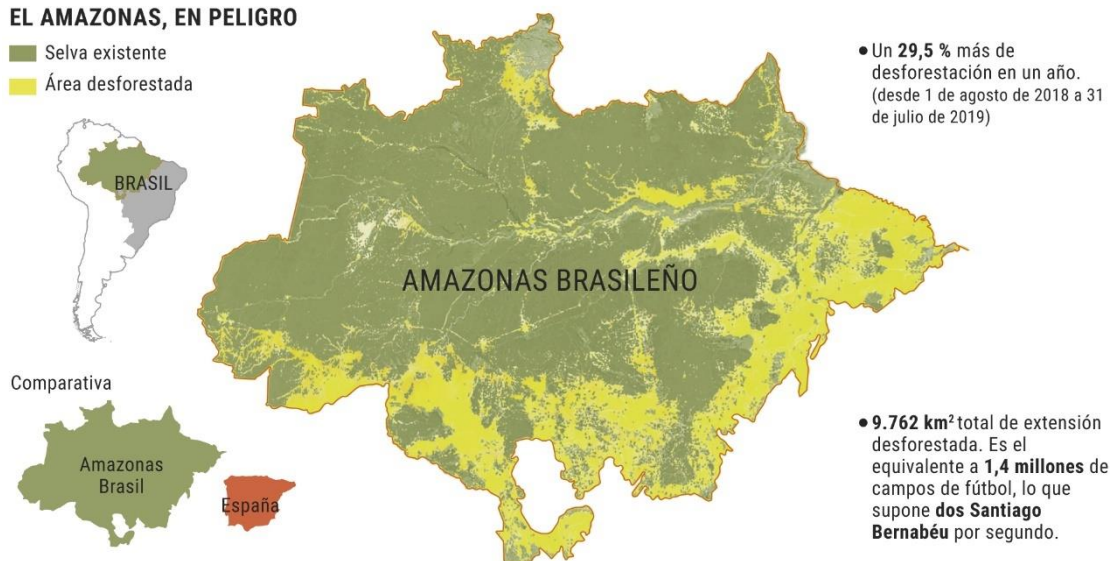 EL AMAZONAS, EN PELIGRO
Selva existente
Área desforestada
BRASIL
Comparativa
Amazonas
Brasil
España
AMAZONAS BRASILEÑO
● Un 29,5 % más de
desforestación en un año.
(desde 1 de agosto de 2018 a 31
de julio de 2019)
● 9.762 km² total de extensión
desforestada. Es el
equivalente a 1,4 millones de
campos de fútbol, lo que
supone dos Santiago
Bernabéu por segundo.